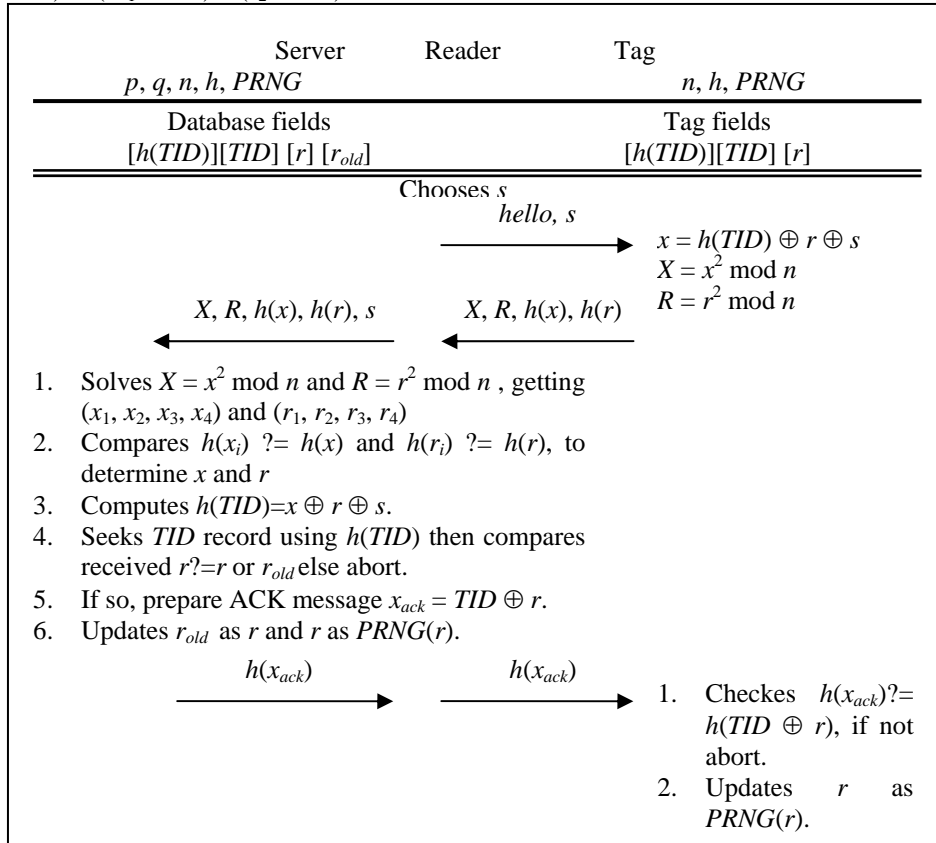 Server Reader Tag
p, q, n, h, PRNG n, h, PRNG
Database fields Tag fields
[h(TID)][TID] [r] [r_old] [h(TID)][TID] [r]
Chooses s
hello, s
x = h(TID) ⊕ r ⊕ s
X = x² mod n
R = r² mod n
X, R, h(x), h(r), s X, R, h(x), h(r)
1. Solves X = x² mod n and R = r² mod n , getting
(x₁, x₂, x₃, x₄) and (r₁, r₂, r₃, r₄)
2. Compares h(xᵢ) ?= h(x) and h(rᵢ) ?= h(r), to
determine x and r
3. Computes h(TID)=x ⊕ r ⊕ s.
4. Seeks TID record using h(TID) then compares
received r?=r or r_old else abort.
5. If so, prepare ACK message x_ack = TID ⊕ r.
6. Updates r_old as r and r as PRNG(r).
h(x_ack) h(x_ack)
1. Checkes h(x_ack)?=
h(TID ⊕ r), if not
abort.
2. Updates r as
PRNG(r).